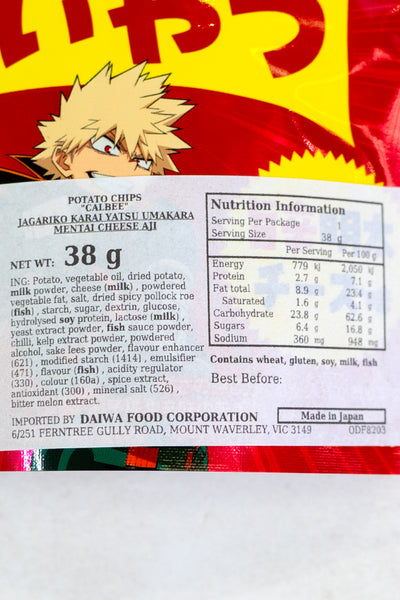 いやつ
POTATO CHIPS
"CALBEE"
JAGARIKO KARAI YATSU UMAKARA
MENTAI CHEESE AJI
NET WT: 38 g
ING: Potato, vegetable oil, dried potato,
milk powder, cheese (milk) , powdered
vegetable fat, salt, dried spicy pollock roe
(fish) , starch, sugar, dextrin, glucose,
hydrolysed soy protein, lactose (milk) ,
yeast extract powder, fish sauce powder,
chilli, kelp extract powder, powdered
alcohol, sake lees powder, flavour enhancer
(621) , modified starch (1414) , emulsifier
(471) , flavour (fish) , acidity regulator
(330) , colour (160a) , spice extract,
antioxidant (300) , mineral salt (526) ,
bitter melon extract.
Nutrition Information
Serving Per Package 1
Serving Size 38 g
Per Serving Per 100 g
Energy 779 kj 2,050 kj
Protein 2.7 g 7.1 g
Fat total 8.9 g 23.4 g
Saturated 1.6 g 4.1 g
Carbohydrate 23.8 g 62.6 g
Sugars 6.4 g 16.8 g
Sodium 360 mg 948 mg
Contains wheat, gluten, soy, milk, fish
Best Before:
IMPORTED BY DAIWA FOOD CORPORATION
6/251 FERNTREE GULLY ROAD, MOUNT WAVERLEY, VIC 3149
Made in Japan
ODF8203